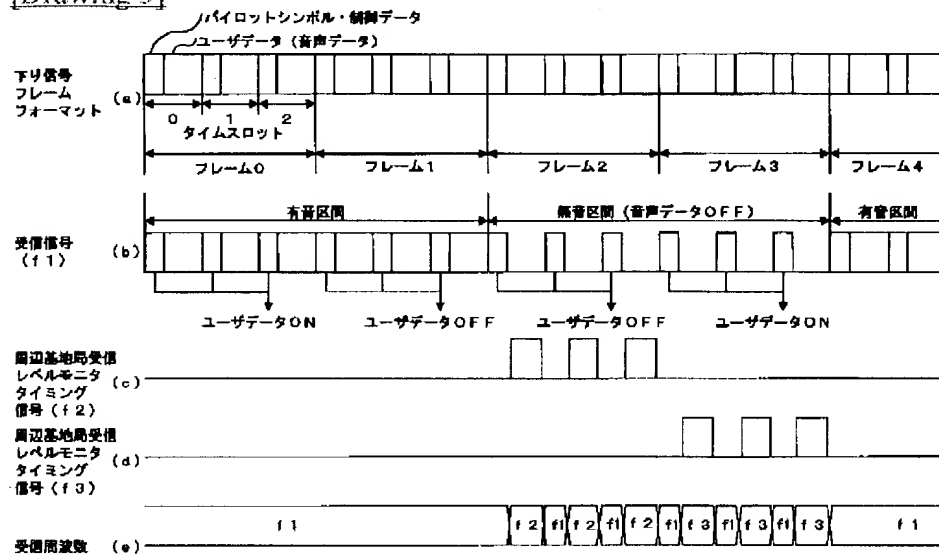 [Drawing 3]
パイロットシンボル・制御データ
ユーザデータ(音声データ)
下り信号
フレーム
フォーマット
(a)
0 1 2
タイムスロット
フレーム0 フレーム1 フレーム2 フレーム3 フレーム4
有音区間 無音区間(音声データOFF) 有音区間
受信信号
(f1)
(b)
ユーザデータON ユーザデータOFF ユーザデータOFF ユーザデータON
周辺基地局受信
レベルモニタ
タイミング
信号(f2)
(c)
周辺基地局受信
レベルモニタ
タイミング
信号(f3)
(d)
f1 f2 f1 f2 f1 f2 f1 f3 f1 f3 f1 f3 f1
受信周波数 (e)